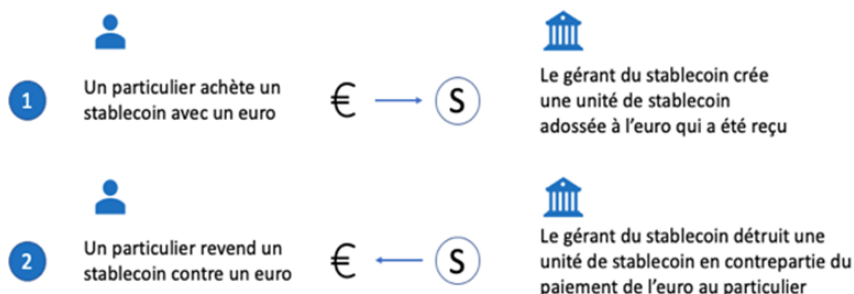 1
Un particulier achète un
stablecoin avec un euro
€
S
Le gérant du stablecoin crée
une unité de stablecoin
adossée à l'euro qui a été reçu
2
Un particulier revend un
stablecoin contre un euro
€
S
Le gérant du stablecoin détruit une
unité de stablecoin en contrepartie du
paiement de l'euro au particulier